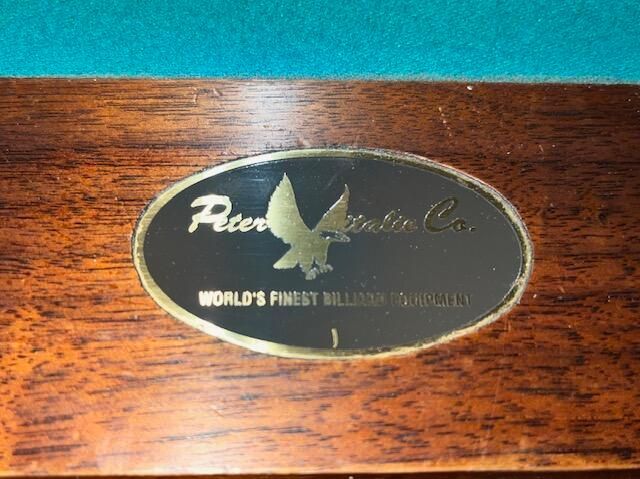 Peter Vitalie Co.
WORLD'S FINEST BILLIARD EQUIPMENT